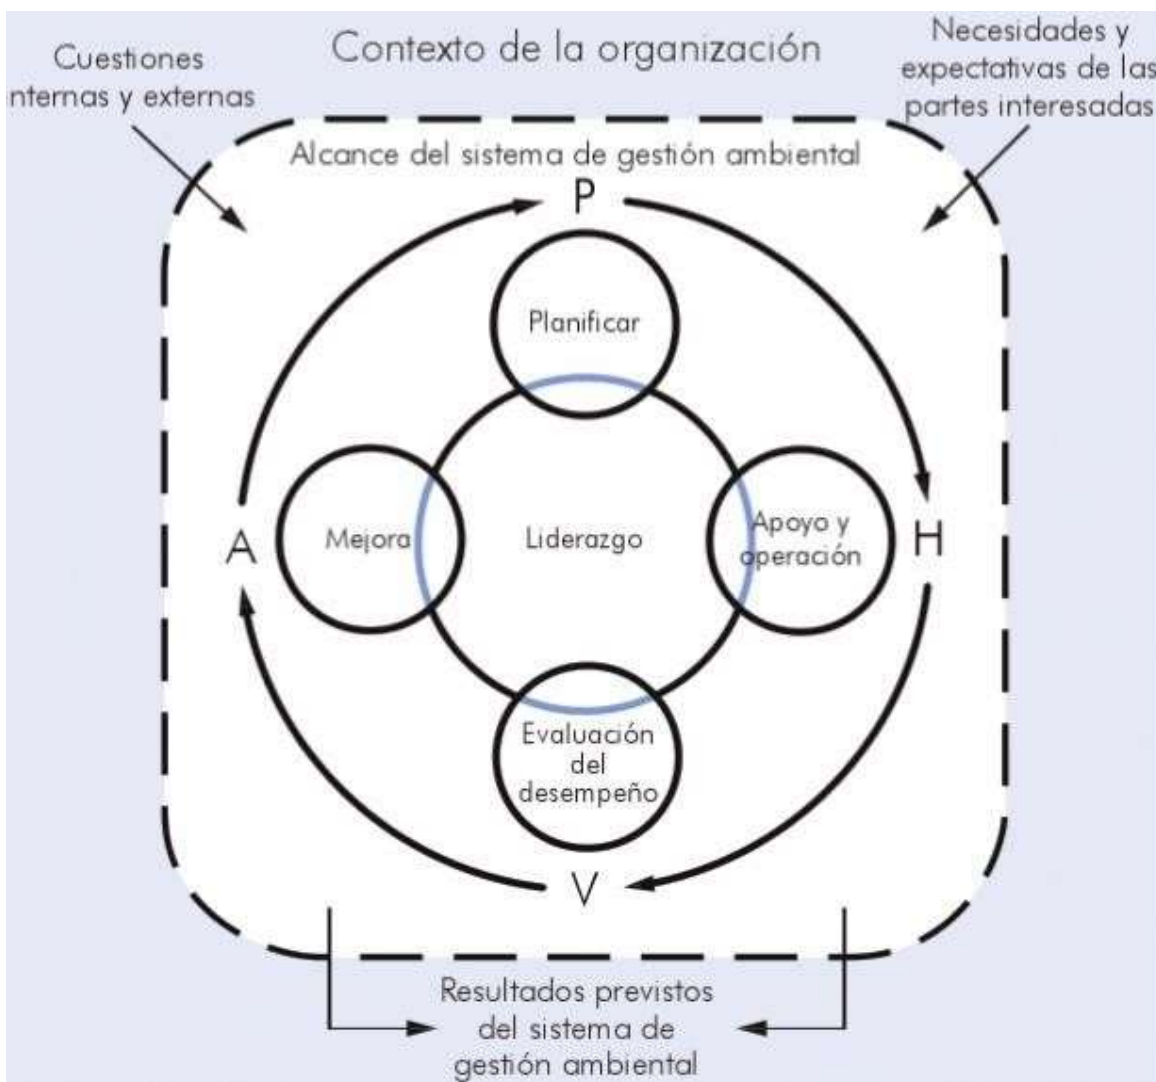 Contexto de la organización
Cuestiones
nternas y externas
Necesidades y
expectativas de las
partes interesadas
Alcance del sistema de gestión ambiental
P
Planificar
A
Mejora
Liderazgo
Apoyo y
operación
H
Evaluación
del
desempeño
V
Resultados previstos
del sistema de
gestión ambiental